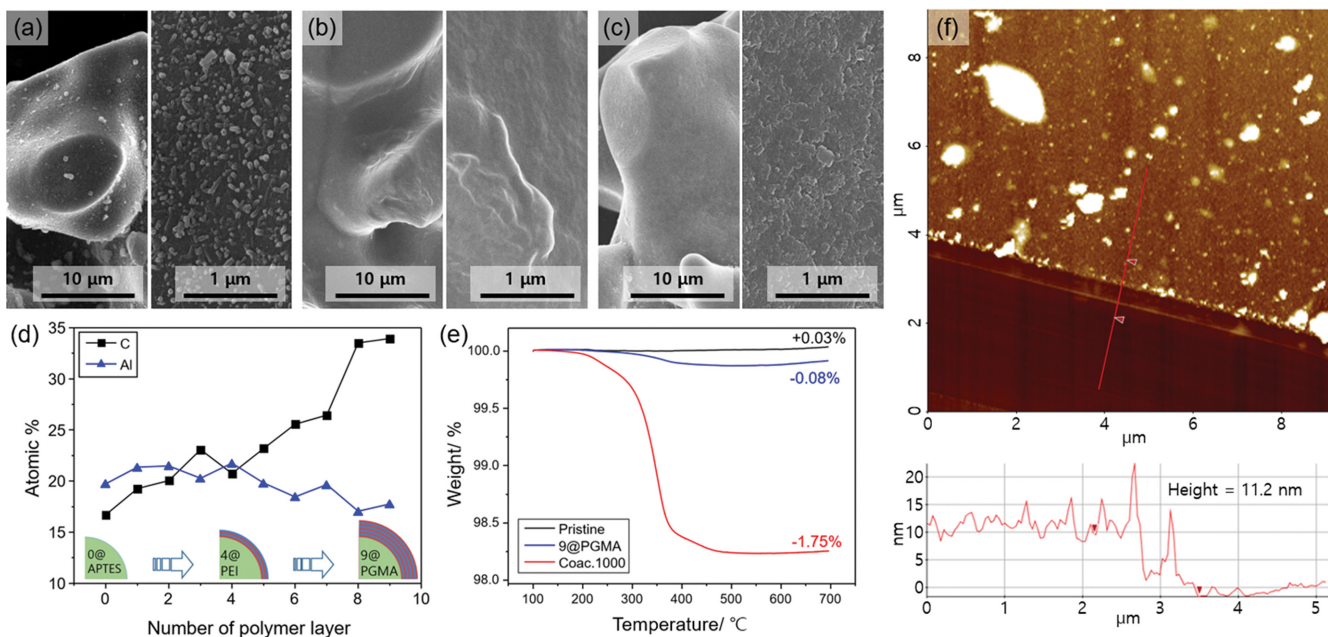 (a)
10 μm
1 μm
(b)
10 μm
1 μm
(c)
10 μm
1 μm
(d)
C
Al
Atomic %
35
30
25
20
15
10
0@
APTES
4@
PEI
9@
PGMA
0 2 4 6 8 10
Number of polymer layer
(e)
+0.03%
-0.08%
-1.75%
Weight/ %
100.0
99.5
99.0
98.5
98.0
Pristine
9@PGMA
Coac.1000
100 200 300 400 500 600 700 800
Temperature/ ℃
(f)
μm
8
6
4
2
0
0 2 4 6 8
μm
Height = 11.2 nm
nm
20
15
10
5
0
0 1 2 3 4 5
μm